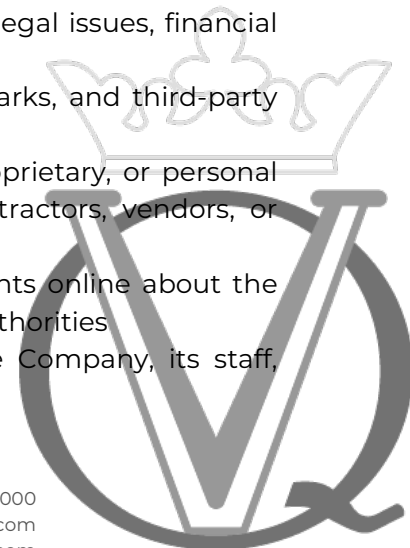 egal issues, financial
arks, and third-party
oprietary, or personal
tractors, vendors, or
nts online about the
thorities
e Company, its staff,
000
com